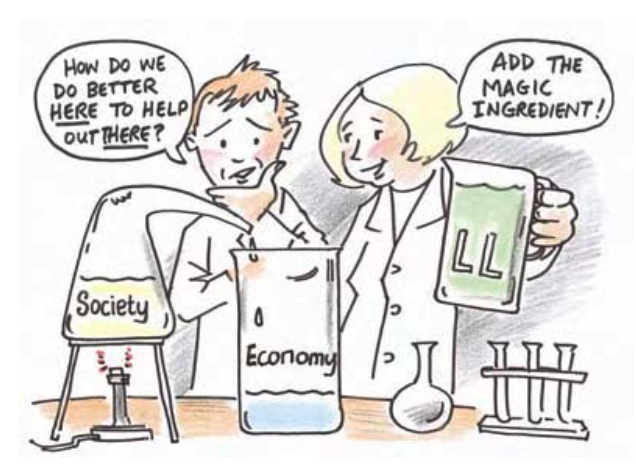 HOW DO WE
DO BETTER
HERE TO HELP
OUT THERE?
ADD THE
MAGIC
INGREDIENT!
LL
Society
Economy